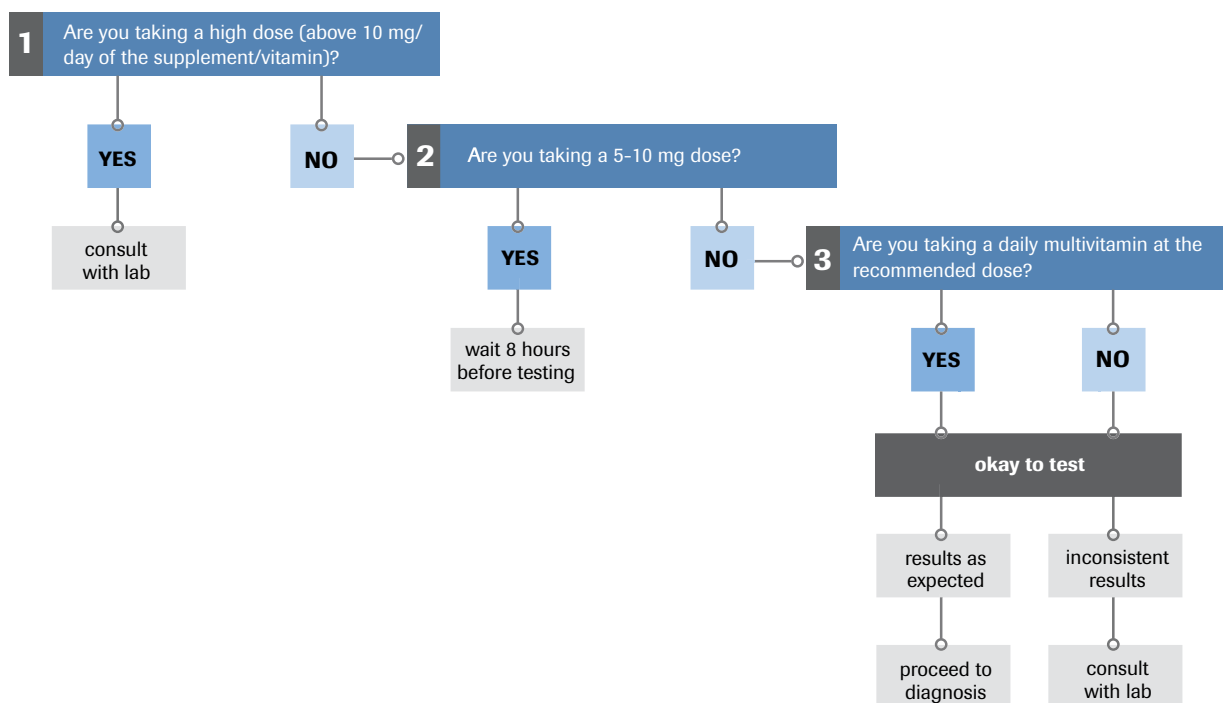 1
Are you taking a high dose (above 10 mg/
day of the supplement/vitamin)?
YES
NO
consult
with lab
2
Are you taking a 5-10 mg dose?
YES
NO
wait 8 hours
before testing
3
Are you taking a daily multivitamin at the
recommended dose?
YES
NO
okay to test
results as
expected
inconsistent
results
proceed to
diagnosis
consult
with lab